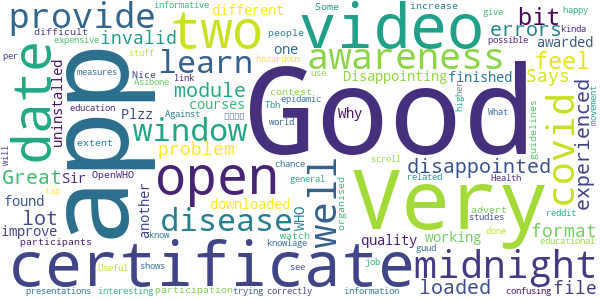 provide two video bit
Some informative stuff different increase give happy
per expensive difficult people kinda
will date app invalid learn one awareness errors awarded possible
uninstalled Nice link module Disappointing finished Says feel
measures Asibone courses Why use hazardous
education Plzz Against contest epidemic
extent window Tbh Good higher What guidelines covid experienced movement
Great Sir problem world
OpenWHO open well Very disappointed
found another downloaded chance scroll
lot disease general organised related Health advert format
improve WHO quality working studies reddit
participants aknow watch guud done educational
Useful rap shows knowlage see job
certificate midnight
participation trying correctly information loaded file
presentations interesting confusing